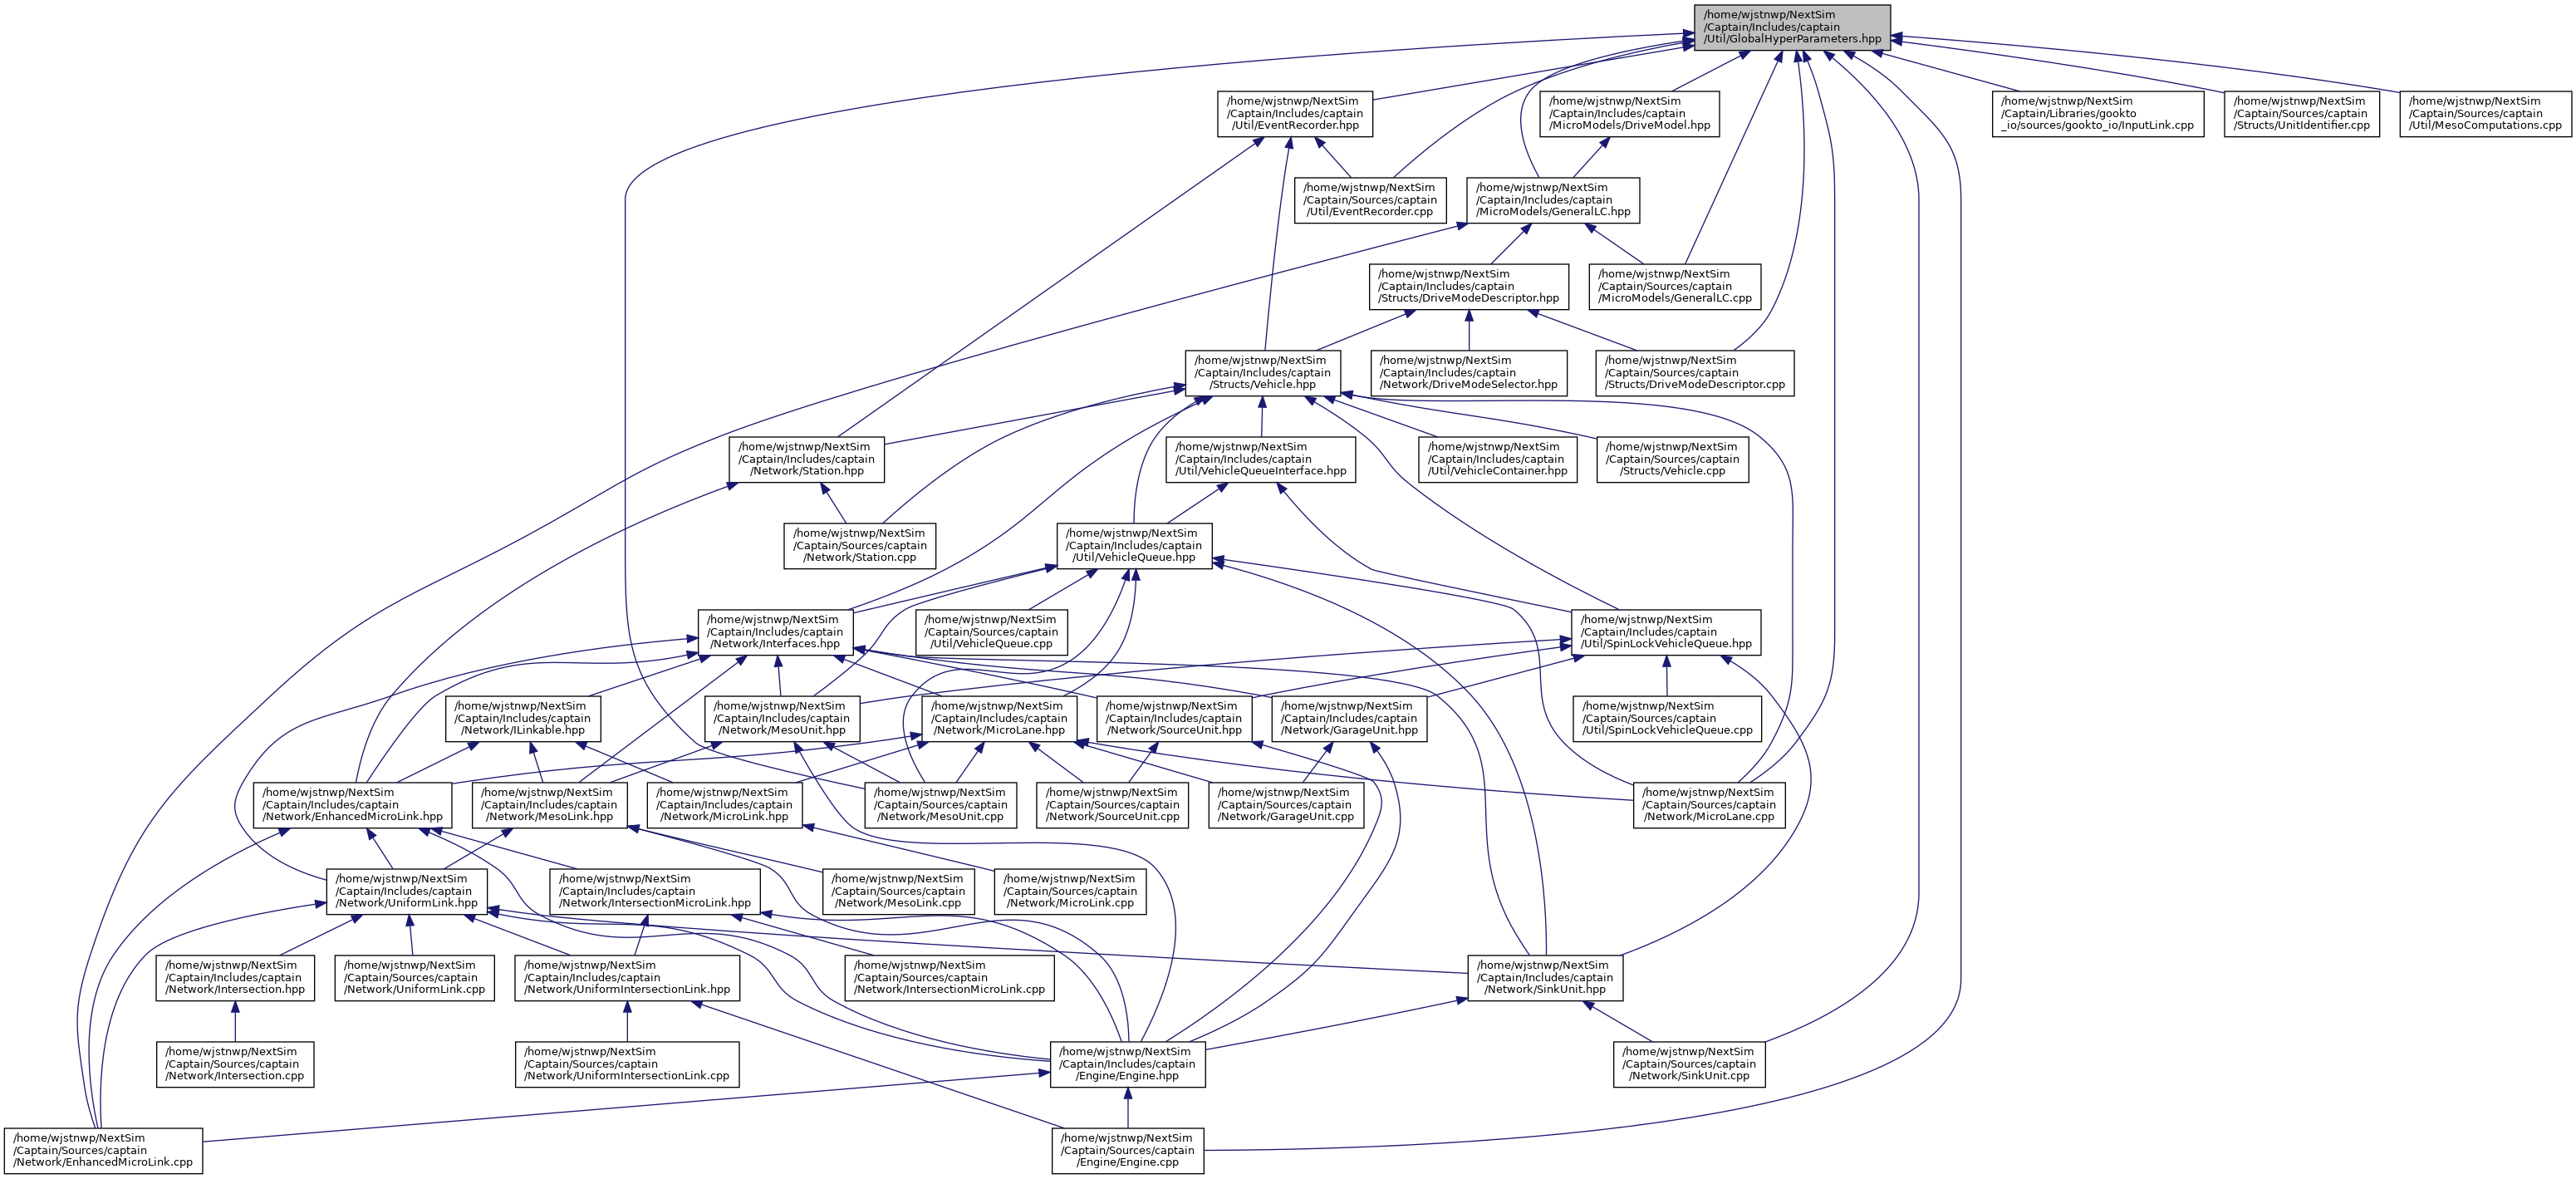 /home/wjstnwp/NextSim
/Captain/Includes/captain
/Util/GlobalHyperParameters.hpp
/home/wjstnwp/NextSim
/Captain/Includes/captain
/Util/EventRecorder.hpp
/home/wjstnwp/NextSim
/Captain/Includes/captain
/MicroModels/DriveModel.hpp
/home/wjstnwp/NextSim
/Captain/Libraries/gookto
_io/sources/gookto_io/InputLink.cpp
/home/wjstnwp/NextSim
/Captain/Sources/captain
/Structs/UnitIdentifier.cpp
/home/wjstnwp/NextSim
/Captain/Sources/captain
/Util/MesoComputations.cpp
/home/wjstnwp/NextSim
/Captain/Sources/captain
/Util/EventRecorder.cpp
/home/wjstnwp/NextSim
/Captain/Includes/captain
/MicroModels/GeneralLC.hpp
/home/wjstnwp/NextSim
/Captain/Includes/captain
/Structs/DriveModeDescriptor.hpp
/home/wjstnwp/NextSim
/Captain/Sources/captain
/MicroModels/GeneralLC.cpp
/home/wjstnwp/NextSim
/Captain/Includes/captain
/Structs/Vehicle.hpp
/home/wjstnwp/NextSim
/Captain/Includes/captain
/Network/DriveModeSelector.hpp
/home/wjstnwp/NextSim
/Captain/Sources/captain
/Structs/DriveModeDescriptor.cpp
/home/wjstnwp/NextSim
/Captain/Includes/captain
/Network/Station.hpp
/home/wjstnwp/NextSim
/Captain/Includes/captain
/Util/VehicleQueueInterface.hpp
/home/wjstnwp/NextSim
/Captain/Includes/captain
/Util/VehicleContainer.hpp
/home/wjstnwp/NextSim
/Captain/Sources/captain
/Structs/Vehicle.cpp
/home/wjstnwp/NextSim
/Captain/Sources/captain
/Network/Station.cpp
/home/wjstnwp/NextSim
/Captain/Includes/captain
/Util/VehicleQueue.hpp
/home/wjstnwp/NextSim
/Captain/Includes/captain
/Network/Interfaces.hpp
/home/wjstnwp/NextSim
/Captain/Sources/captain
/Util/VehicleQueue.cpp
/home/wjstnwp/NextSim
/Captain/Includes/captain
/Util/SpinLockVehicleQueue.hpp
/home/wjstnwp/NextSim
/Captain/Includes/captain
/Network/ILinkable.hpp
/home/wjstnwp/NextSim
/Captain/Includes/captain
/Network/MesoUnit.hpp
/home/wjstnwp/NextSim
/Captain/Includes/captain
/Network/MicroLane.hpp
/home/wjstnwp/NextSim
/Captain/Includes/captain
/Network/SourceUnit.hpp
/home/wjstnwp/NextSim
/Captain/Includes/captain
/Network/GarageUnit.hpp
/home/wjstnwp/NextSim
/Captain/Sources/captain
/Util/SpinLockVehicleQueue.cpp
/home/wjstnwp/NextSim
/Captain/Includes/captain
/Network/EnhancedMicroLink.hpp
/home/wjstnwp/NextSim
/Captain/Includes/captain
/Network/MesoLink.hpp
/home/wjstnwp/NextSim
/Captain/Includes/captain
/Network/MicroLink.hpp
/home/wjstnwp/NextSim
/Captain/Sources/captain
/Network/MesoUnit.cpp
/home/wjstnwp/NextSim
/Captain/Sources/captain
/Network/SourceUnit.cpp
/home/wjstnwp/NextSim
/Captain/Sources/captain
/Network/GarageUnit.cpp
/home/wjstnwp/NextSim
/Captain/Sources/captain
/Network/MicroLane.cpp
/home/wjstnwp/NextSim
/Captain/Includes/captain
/Network/UniformLink.hpp
/home/wjstnwp/NextSim
/Captain/Includes/captain
/Network/IntersectionMicroLink.hpp
/home/wjstnwp/NextSim
/Captain/Sources/captain
/Network/MesoLink.cpp
/home/wjstnwp/NextSim
/Captain/Sources/captain
/Network/MicroLink.cpp
/home/wjstnwp/NextSim
/Captain/Includes/captain
/Network/Intersection.hpp
/home/wjstnwp/NextSim
/Captain/Sources/captain
/Network/UniformLink.cpp
/home/wjstnwp/NextSim
/Captain/Includes/captain
/Network/UniformIntersectionLink.hpp
/home/wjstnwp/NextSim
/Captain/Sources/captain
/Network/IntersectionMicroLink.cpp
/home/wjstnwp/NextSim
/Captain/Includes/captain
/Network/SinkUnit.hpp
/home/wjstnwp/NextSim
/Captain/Sources/captain
/Network/Intersection.cpp
/home/wjstnwp/NextSim
/Captain/Sources/captain
/Network/UniformIntersectionLink.cpp
/home/wjstnwp/NextSim
/Captain/Includes/captain
/Engine/Engine.hpp
/home/wjstnwp/NextSim
/Captain/Sources/captain
/Network/SinkUnit.cpp
/home/wjstnwp/NextSim
/Captain/Sources/captain
/Network/EnhancedMicroLink.cpp
/home/wjstnwp/NextSim
/Captain/Sources/captain
/Engine/Engine.cpp